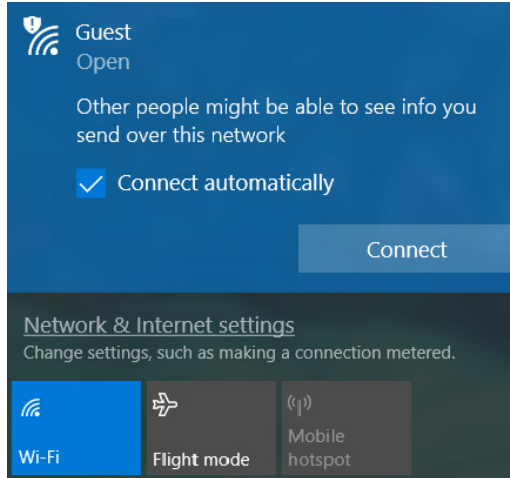 Guest
Open
Other people might be able to see info you
send over this network
Connect automatically
Connect
Network & Internet settings
Change settings, such as making a connection metered.
Wi-Fi
Flight mode
Mobile
hotspot